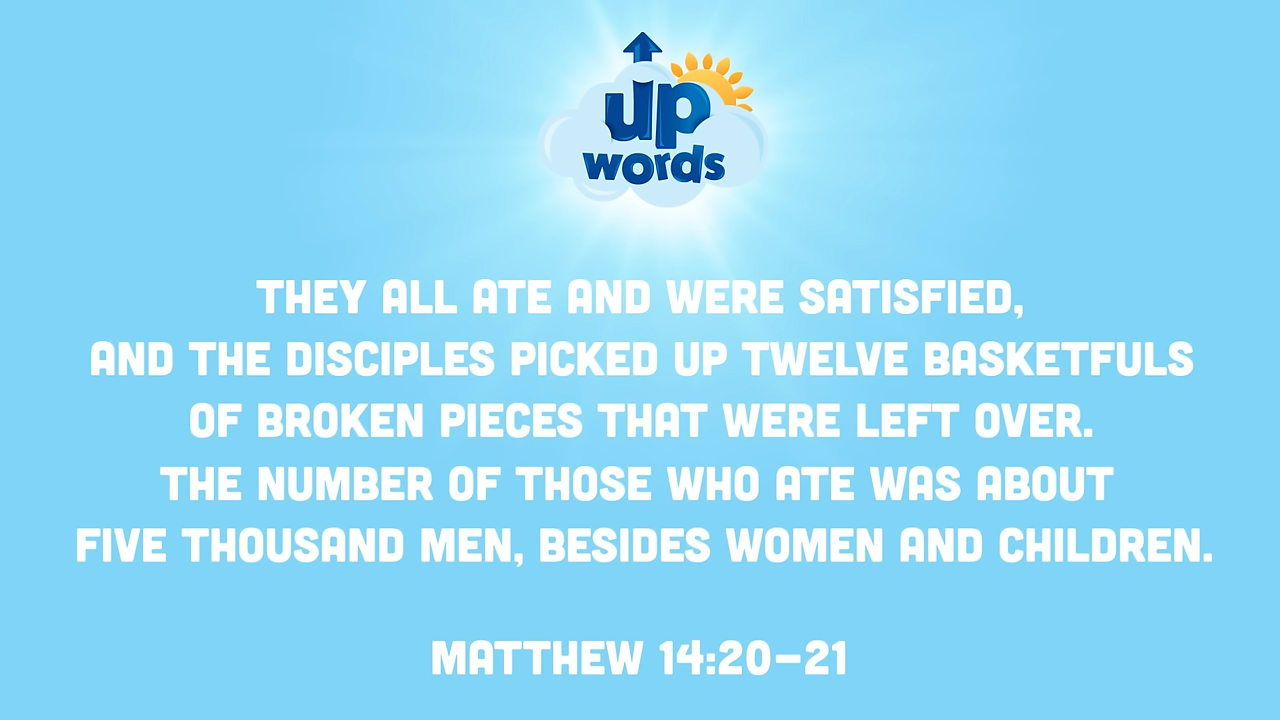 up
words
THEY ALL ATE AND WERE SATISFIED,
AND THE DISCIPLES PICKED UP TWELVE BASKETFULS
OF BROKEN PIECES THAT WERE LEFT OVER.
THE NUMBER OF THOSE WHO ATE WAS ABOUT
FIVE THOUSAND MEN, BESIDES WOMEN AND CHILDREN.
MATTHEW 14:20–21